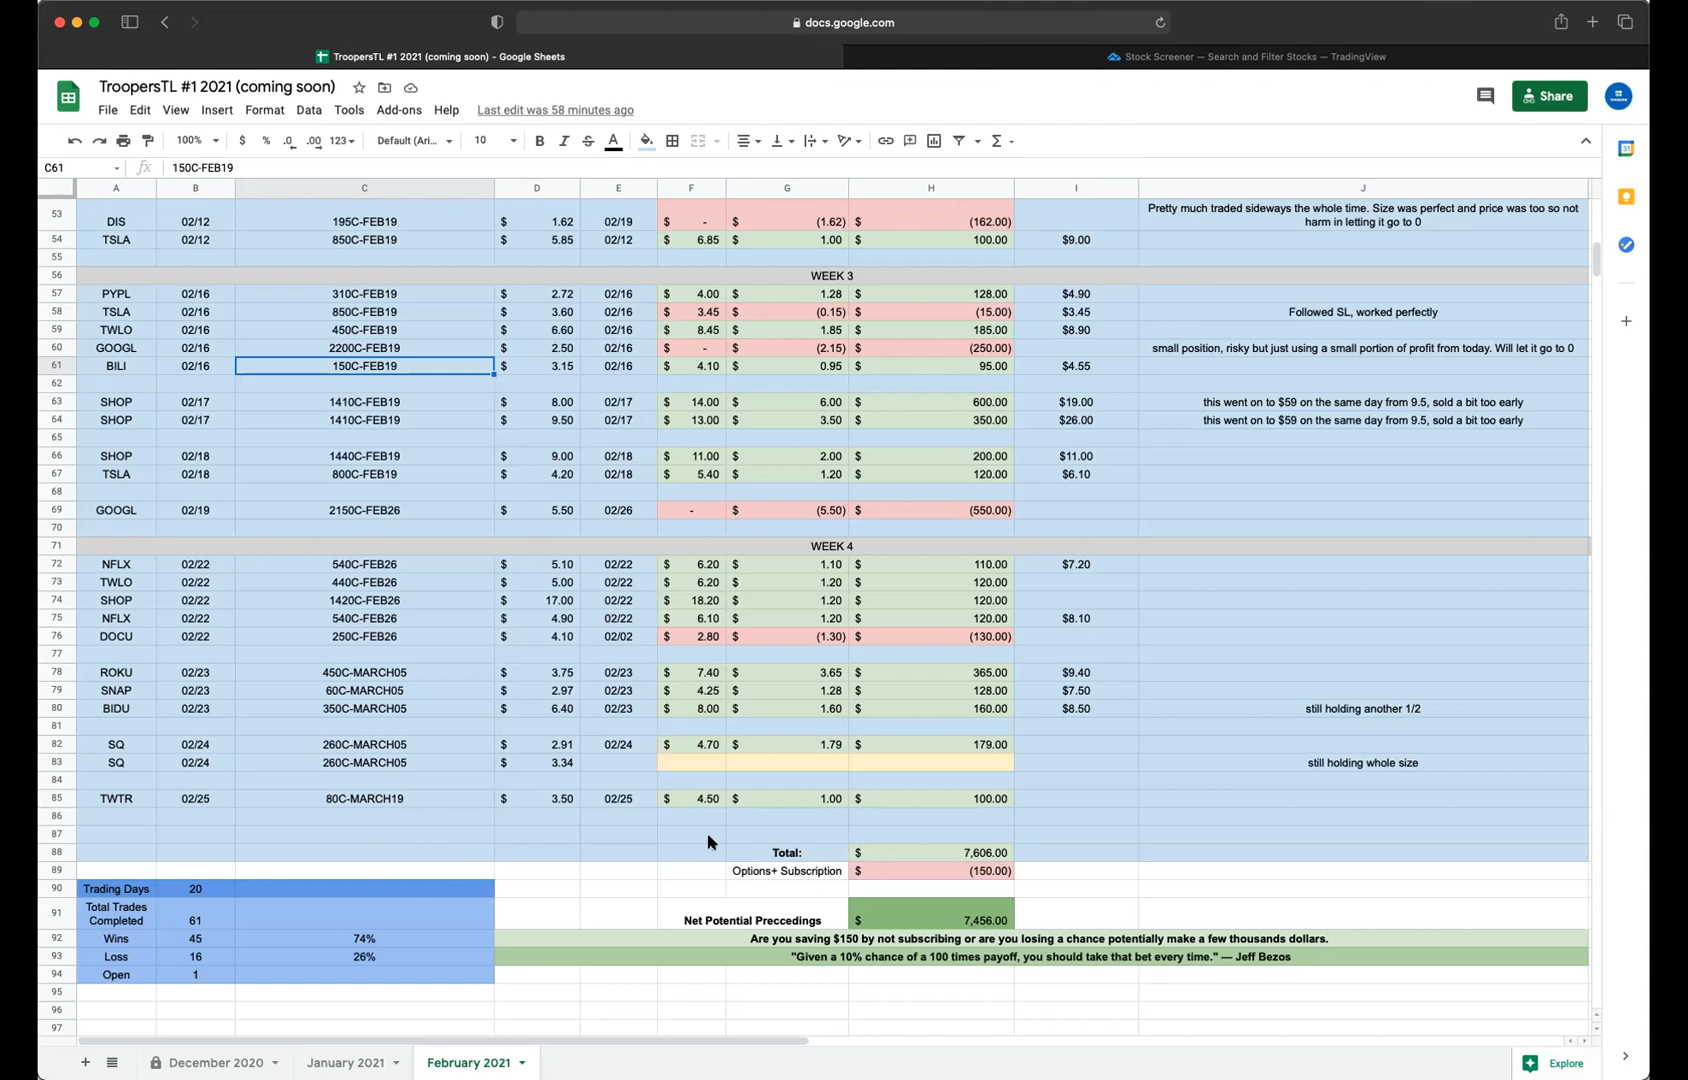 docs.google.com
TroopersTL #1 2021 (coming soon) - Google Sheets
Stock Screener — Search and Filter Stocks — TradingView
TroopersTL #1 2021 (coming soon)
File Edit View Insert Format Data Tools Add-ons Help Last edit was 58 minutes ago
Share
100% $ % .0 .00 123 Default (Ari... 10 B I S A
C61 fx 150C-FEB19
A B C D E F G H I J
53 DIS 02/12 195C-FEB19 $ 1.62 02/19 $ - $ (1.62) $ (162.00) Pretty much traded sideways the whole time. Size was perfect and price was too so not
harm in letting it go to 0
54 TSLA 02/12 850C-FEB19 $ 5.85 02/12 $ 6.85 $ 1.00 $ 100.00 $9.00
55
56 WEEK 3
57 PYPL 02/16 310C-FEB19 $ 2.72 02/16 $ 4.00 $ 1.28 $ 128.00 $4.90
58 TSLA 02/16 850C-FEB19 $ 3.60 02/16 $ 3.45 $ (0.15) $ (15.00) $3.45 Followed SL, worked perfectly
59 TWLO 02/16 450C-FEB19 $ 6.60 02/16 $ 8.45 $ 1.85 $ 185.00 $8.90
60 GOOGL 02/16 2200C-FEB19 $ 2.50 02/16 $ - $ (2.15) $ (250.00) small position, risky but just using a small portion of profit from today. Will let it go to 0
61 BILI 02/16 150C-FEB19 $ 3.15 02/16 $ 4.10 $ 0.95 $ 95.00 $4.55
62
63 SHOP 02/17 1410C-FEB19 $ 8.00 02/17 $ 14.00 $ 6.00 $ 600.00 $19.00 this went on to $59 on the same day from 9.5, sold a bit too early
64 SHOP 02/17 1410C-FEB19 $ 9.50 02/17 $ 13.00 $ 3.50 $ 350.00 $26.00 this went on to $59 on the same day from 9.5, sold a bit too early
65
66 SHOP 02/18 1440C-FEB19 $ 9.00 02/18 $ 11.00 $ 2.00 $ 200.00 $11.00
67 TSLA 02/18 800C-FEB19 $ 4.20 02/18 $ 5.40 $ 1.20 $ 120.00 $6.10
68
69 GOOGL 02/19 2150C-FEB26 $ 5.50 02/26 - $ (5.50) $ (550.00)
70
71 WEEK 4
72 NFLX 02/22 540C-FEB26 $ 5.10 02/22 $ 6.20 $ 1.10 $ 110.00 $7.20
73 TWLO 02/22 440C-FEB26 $ 5.00 02/22 $ 6.20 $ 1.20 $ 120.00
74 SHOP 02/22 1420C-FEB26 $ 17.00 02/22 $ 18.20 $ 1.20 $ 120.00
75 NFLX 02/22 540C-FEB26 $ 4.90 02/22 $ 6.10 $ 1.20 $ 120.00 $8.10
76 DOCU 02/22 250C-FEB26 $ 4.10 02/02 $ 2.80 $ (1.30) $ (130.00)
77
78 ROKU 02/23 450C-MARCH05 $ 3.75 02/23 $ 7.40 $ 3.65 $ 365.00 $9.40
79 SNAP 02/23 60C-MARCH05 $ 2.97 02/23 $ 4.25 $ 1.28 $ 128.00 $7.50
80 BIDU 02/23 350C-MARCH05 $ 6.40 02/23 $ 8.00 $ 1.60 $ 160.00 $8.50 still holding another 1/2
81
82 SQ 02/24 260C-MARCH05 $ 2.91 02/24 $ 4.70 $ 1.79 $ 179.00
83 SQ 02/24 260C-MARCH05 $ 3.34 still holding whole size
84
85 TWTR 02/25 80C-MARCH19 $ 3.50 02/25 $ 4.50 $ 1.00 $ 100.00
86
87
88 Total: $ 7,606.00
89 Options+ Subscription $ (150.00)
90 Trading Days 20
91 Total Trades
Completed 61 Net Potential Preccedings $ 7,456.00
92 Wins 45 74% Are you saving $150 by not subscribing or are you losing a chance potentially make a few thousands dollars.
93 Loss 16 26% "Given a 10% chance of a 100 times payoff, you should take that bet every time." — Jeff Bezos
94 Open 1
95
96
97
December 2020 January 2021 February 2021 Explore